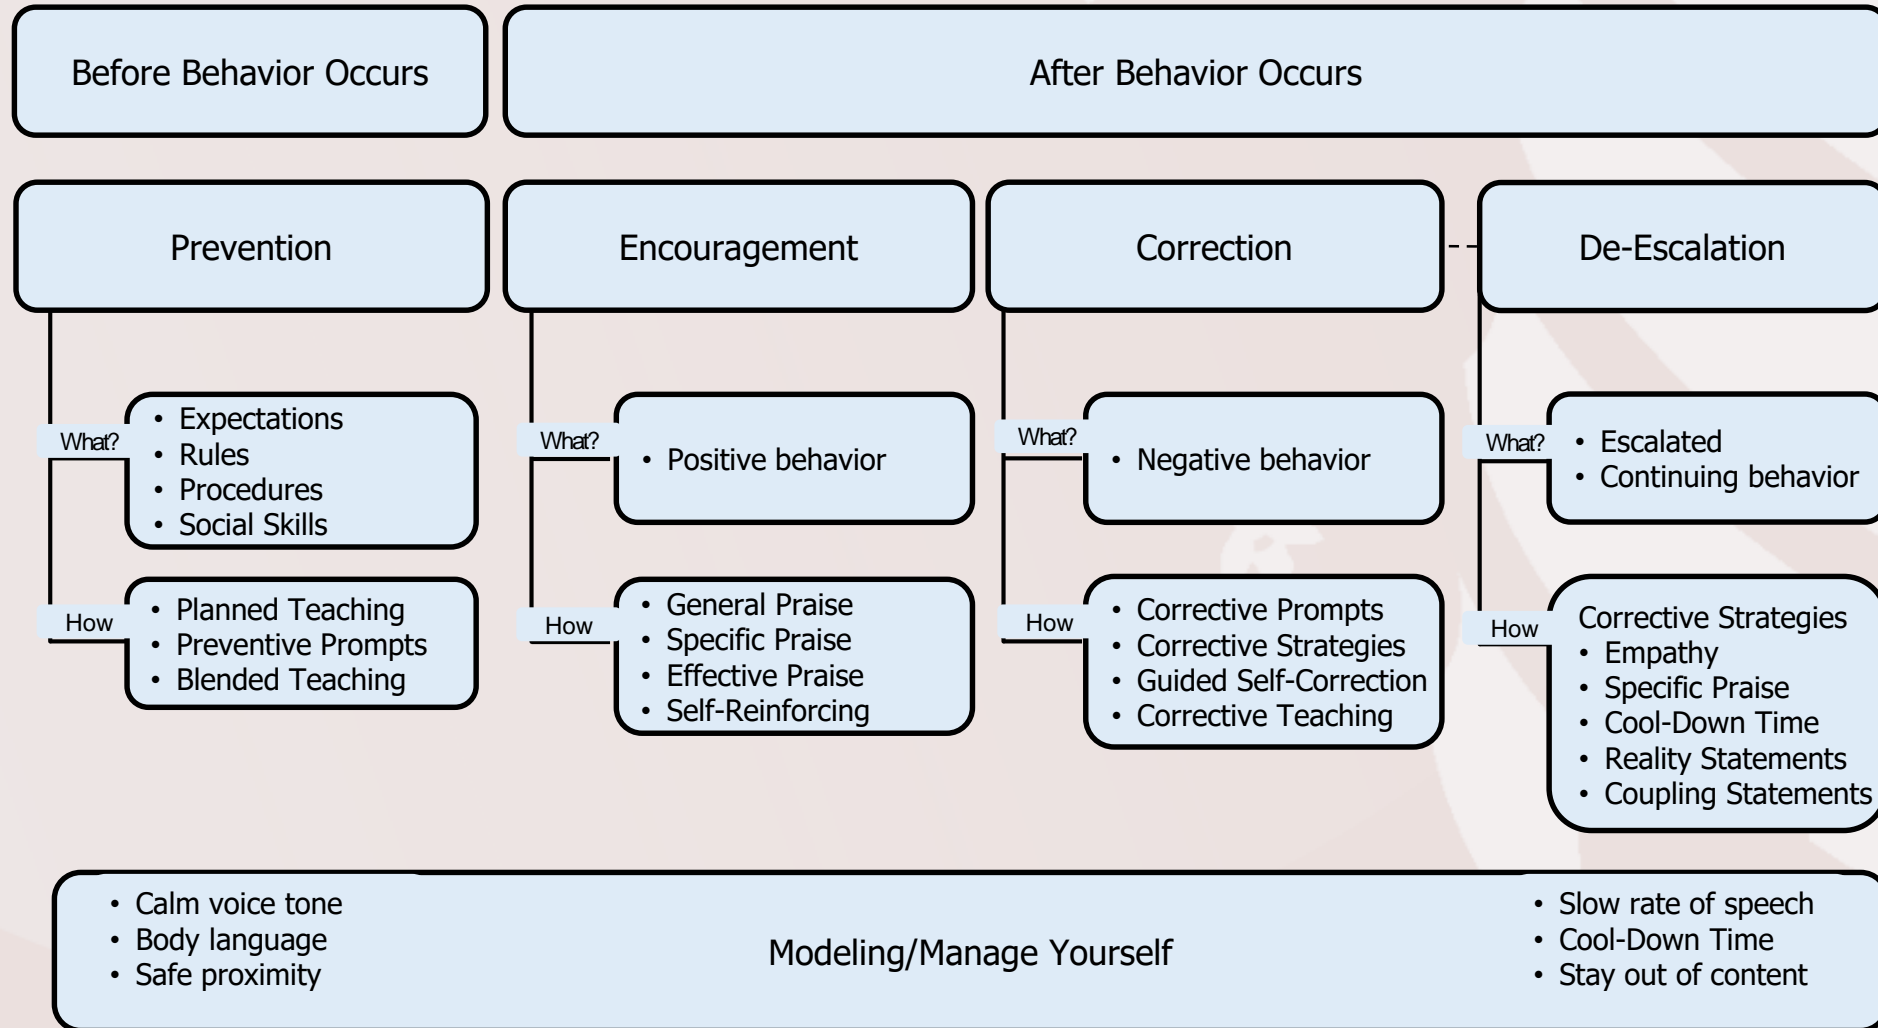 Before Behavior Occurs
After Behavior Occurs
Prevention
Encouragement
Correction
De-Escalation
What?
• Expectations
• Rules
• Procedures
• Social Skills
How
• Planned Teaching
• Preventive Prompts
• Blended Teaching
What?
• Positive behavior
How
• General Praise
• Specific Praise
• Effective Praise
• Self-Reinforcing
What?
• Negative behavior
How
• Corrective Prompts
• Corrective Strategies
• Guided Self-Correction
• Corrective Teaching
What?
• Escalated
• Continuing behavior
How
Corrective Strategies
• Empathy
• Specific Praise
• Cool-Down Time
• Reality Statements
• Coupling Statements
• Calm voice tone
• Body language
• Safe proximity
Modeling/Manage Yourself
• Slow rate of speech
• Cool-Down Time
• Stay out of content